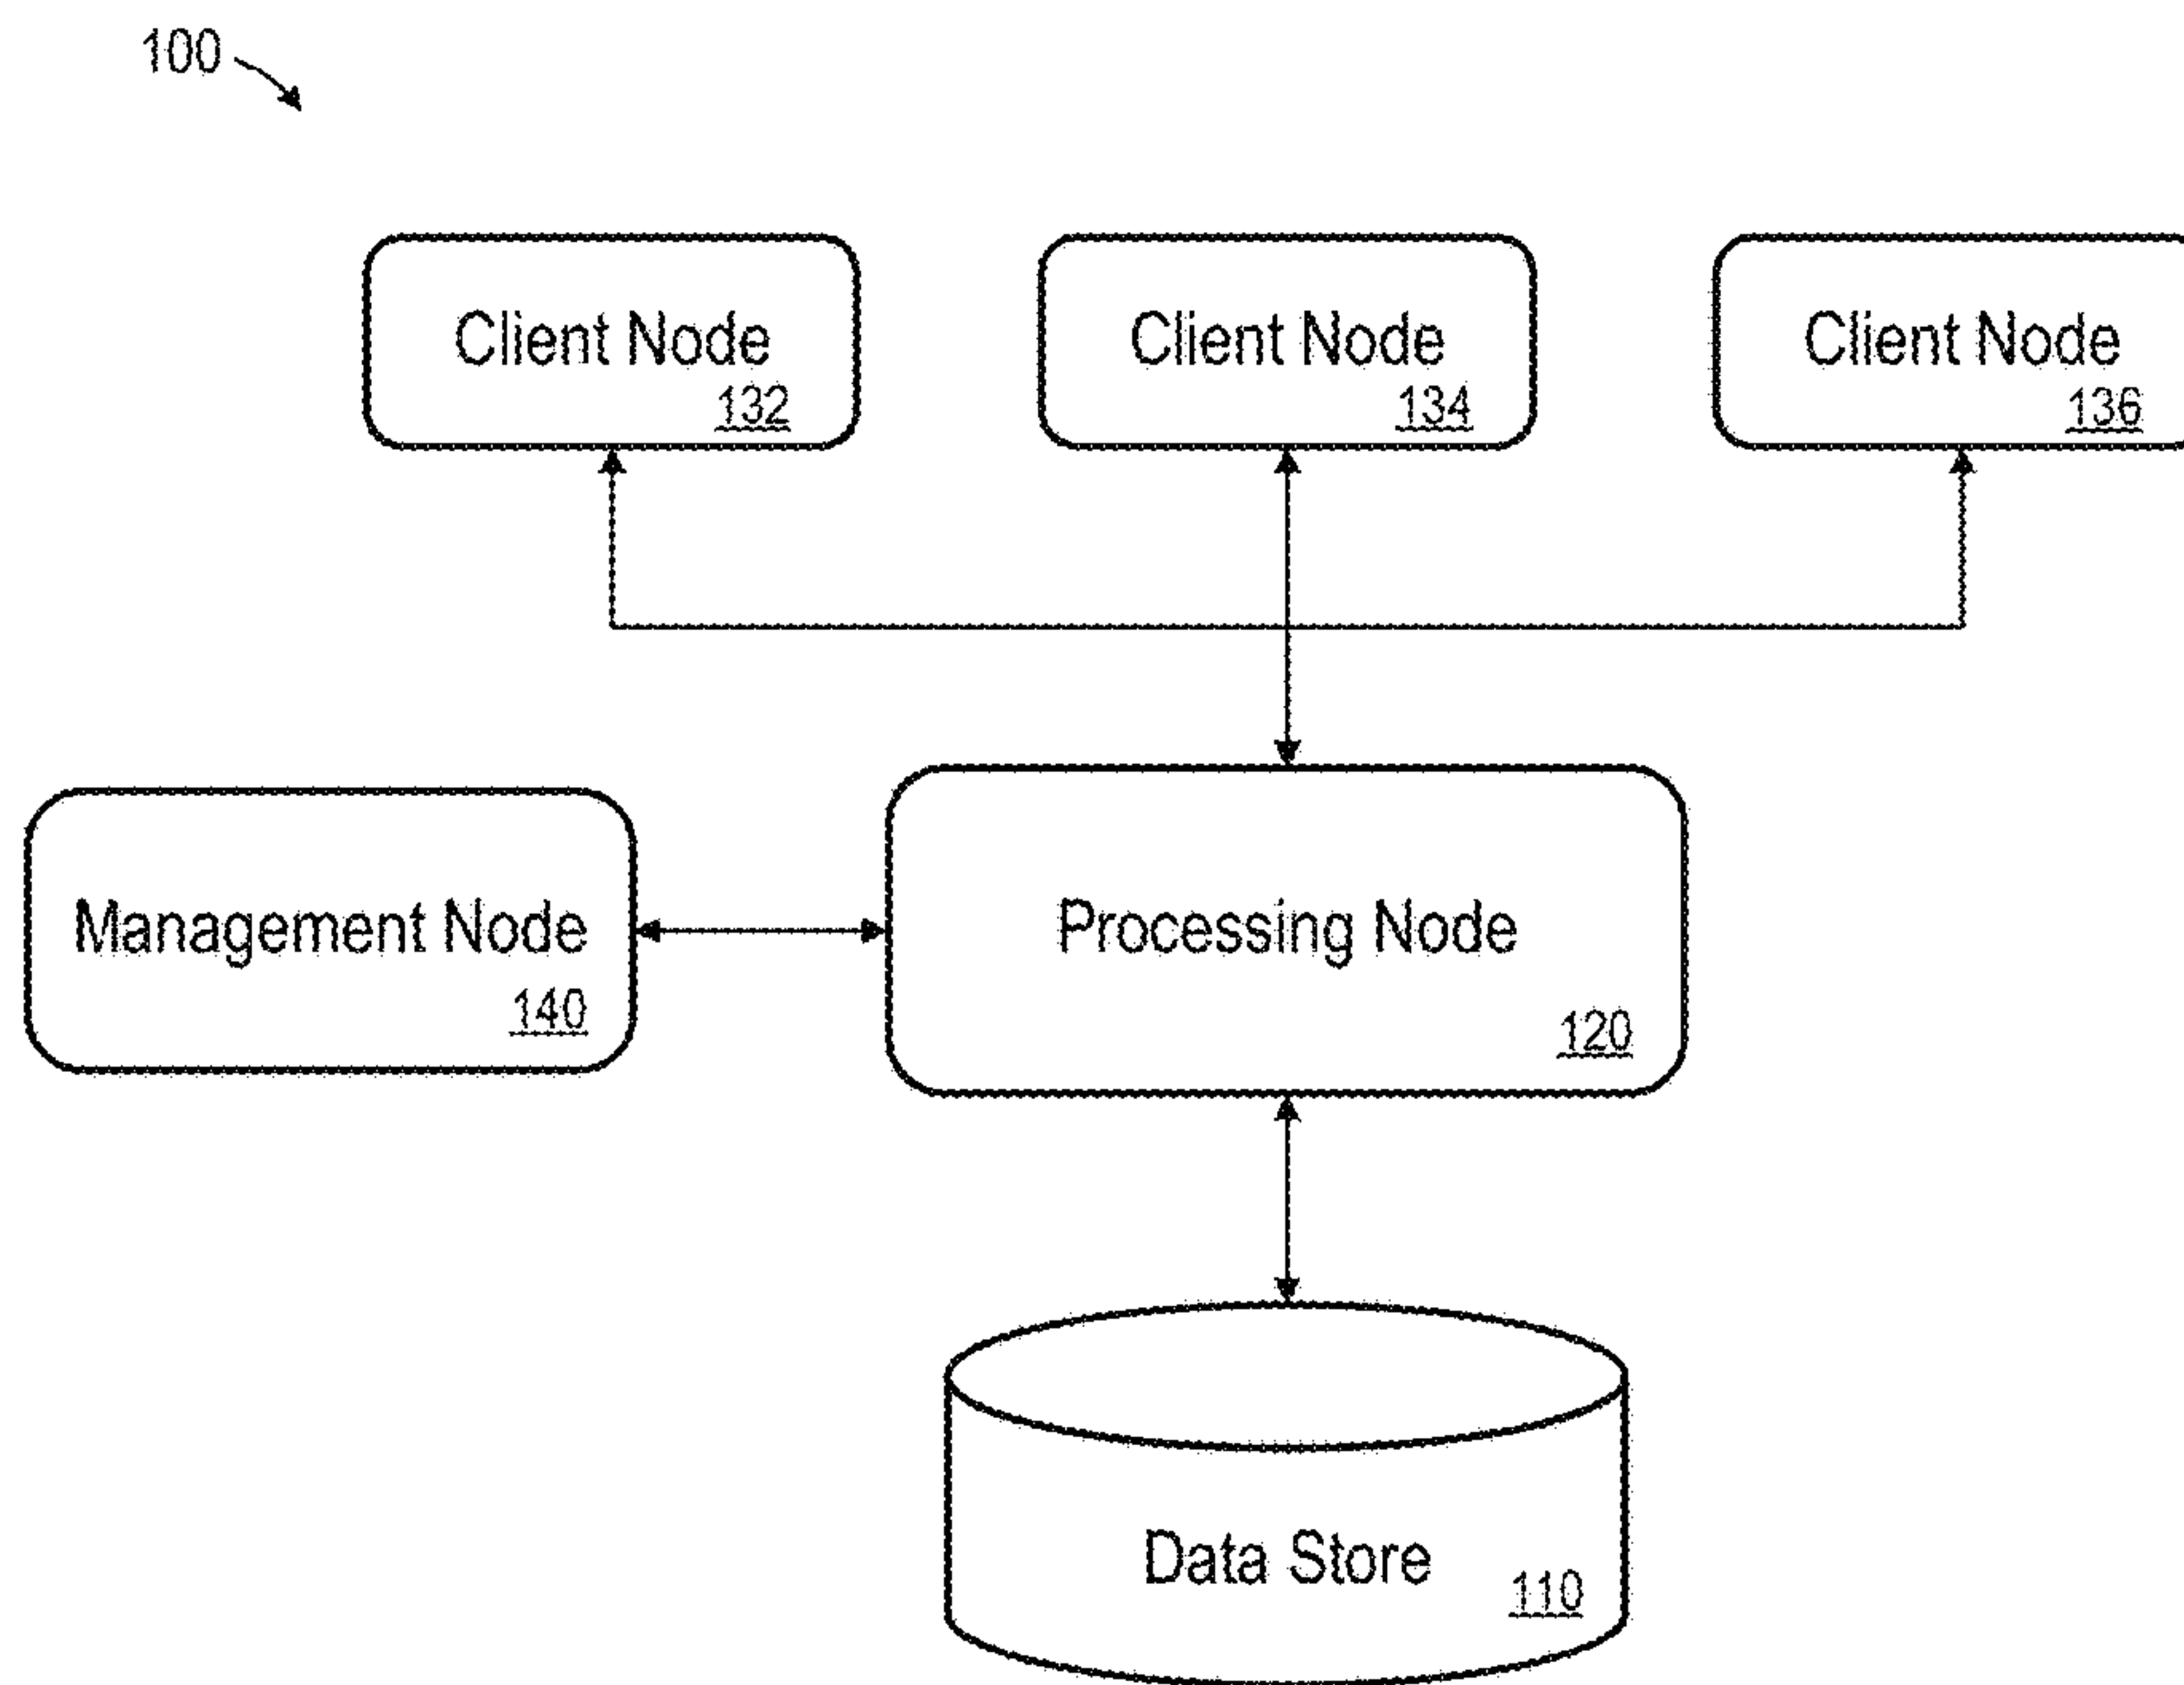 100
Client Node
132
Client Node
134
Client Node
136
Management Node
140
Processing Node
120
Data Store
110